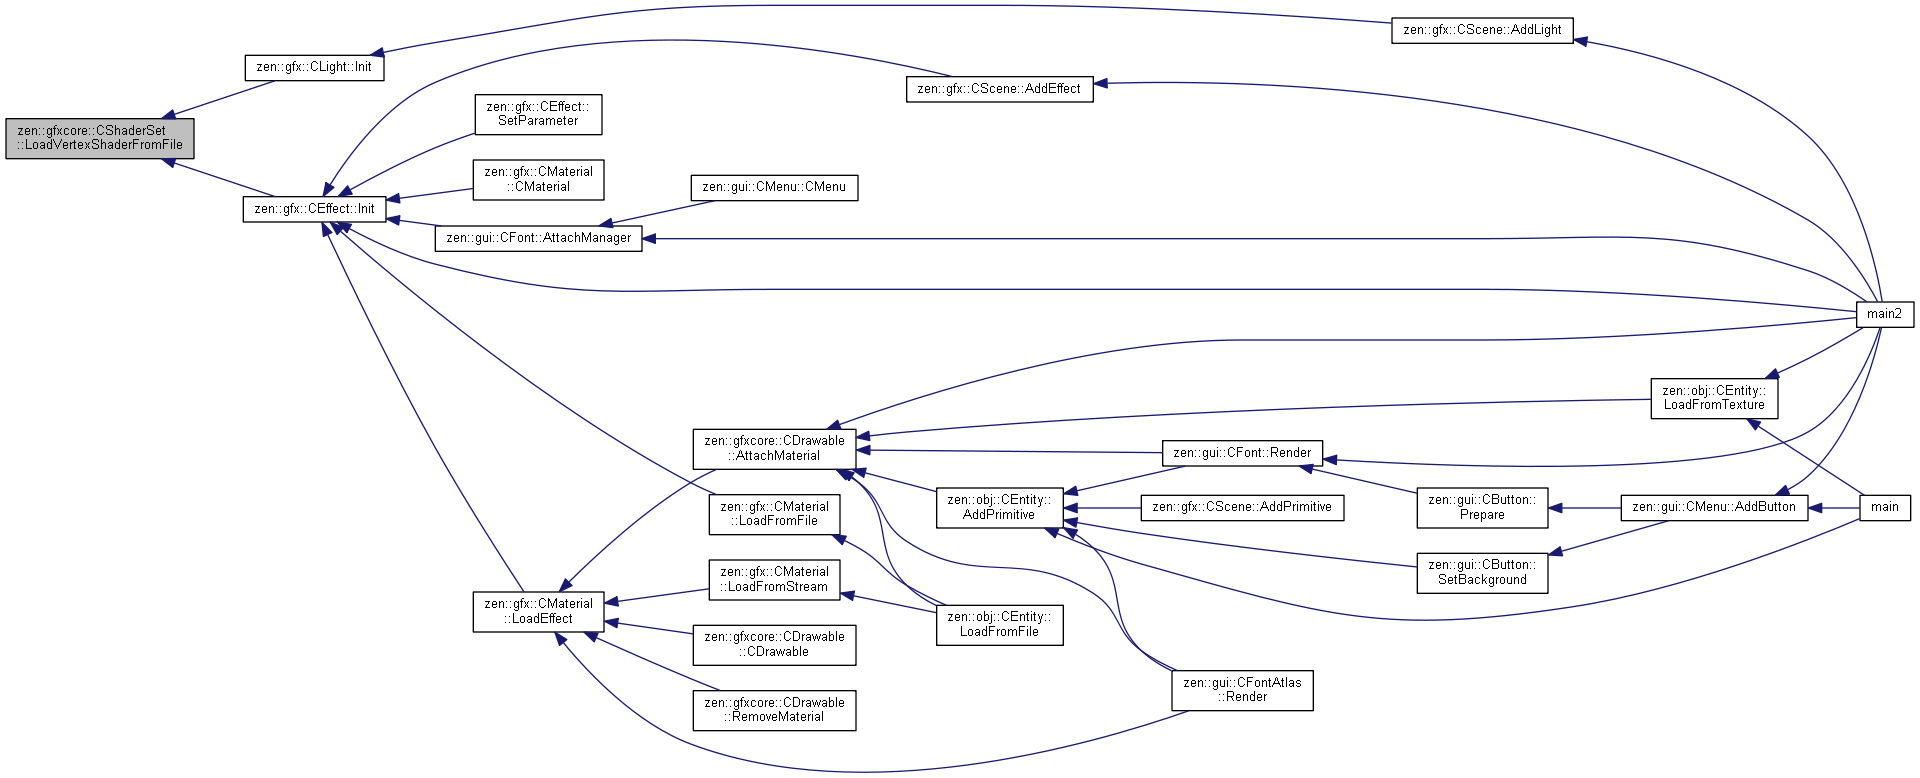 zen::gfx::CScene::AddLight
zen::gfx::CLight::Init
zen::gfx::CScene::AddEffect
zen::gfx::CEffect::
SetParameter
zen::gfxcore::CShaderSet
::LoadVertexShaderFromFile
zen::gfx::CMaterial
::CMaterial
zen::gui::CMenu::CMenu
zen::gfx::CEffect::Init
zen::gui::CFont::AttachManager
main2
zen::obj::CEntity::
LoadFromTexture
zen::gfxcore::CDrawable
::AttachMaterial
zen::gui::CFont::Render
zen::obj::CEntity::
AddPrimitive
zen::gfx::CScene::AddPrimitive
zen::gui::CButton::
Prepare
zen::gui::CMenu::AddButton
main
zen::gfx::CMaterial
::LoadFromFile
zen::gui::CButton::
SetBackground
zen::gfx::CMaterial
::LoadFromStream
zen::gfx::CMaterial
::LoadEffect
zen::obj::CEntity::
LoadFromFile
zen::gfxcore::CDrawable
::CDrawable
zen::gui::CFontAtlas
::Render
zen::gfxcore::CDrawable
::RemoveMaterial